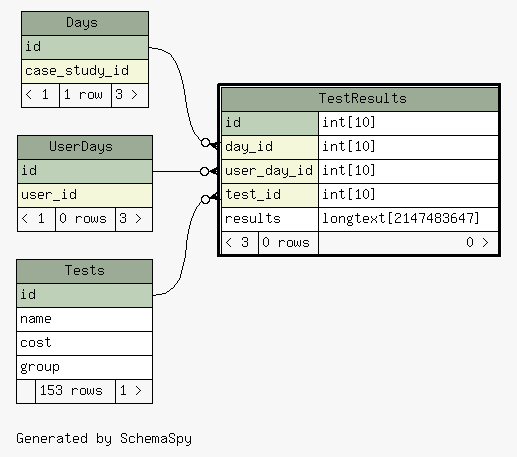 Days
id
case_study_id
< 1 1 row 3 >
UserDays
id
user_id
< 1 0 rows 3 >
Tests
id
name
cost
group
153 rows 1 >
TestResults
id int[10]
day_id int[10]
user_day_id int[10]
test_id int[10]
results longtext[2147483647]
< 3 0 rows 0 >
Generated by SchemaSpy